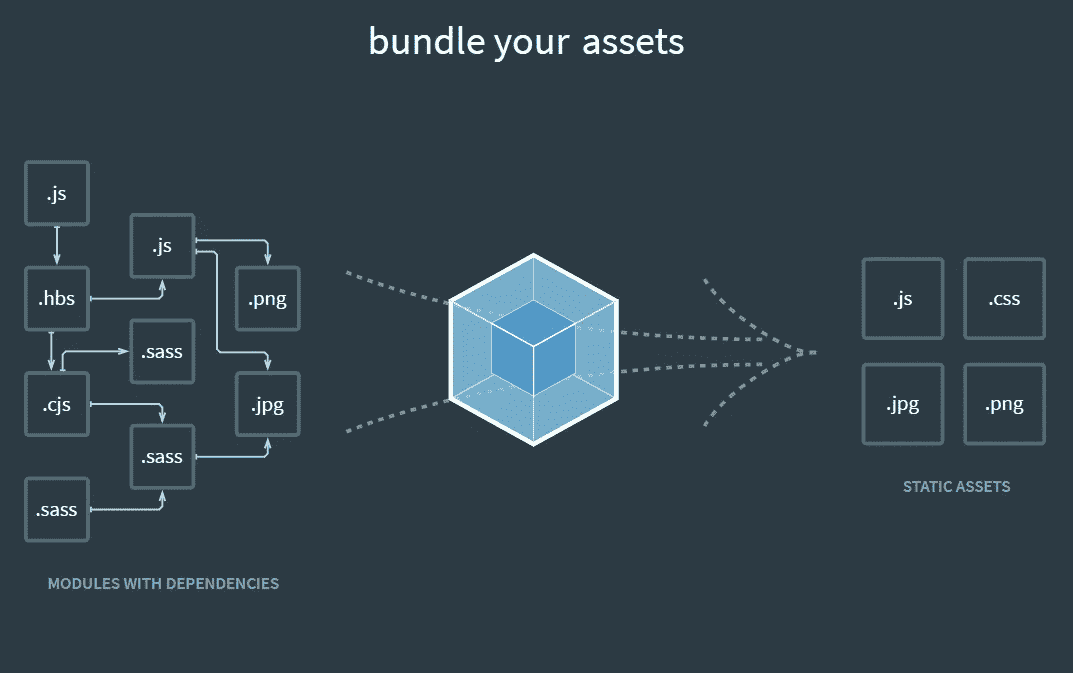 bundle your assets
.js
.js
.hbs
.png
.sass
.cjs
.jpg
.sass
.sass
MODULES WITH DEPENDENCIES
.js
.css
.jpg
.png
STATIC ASSETS